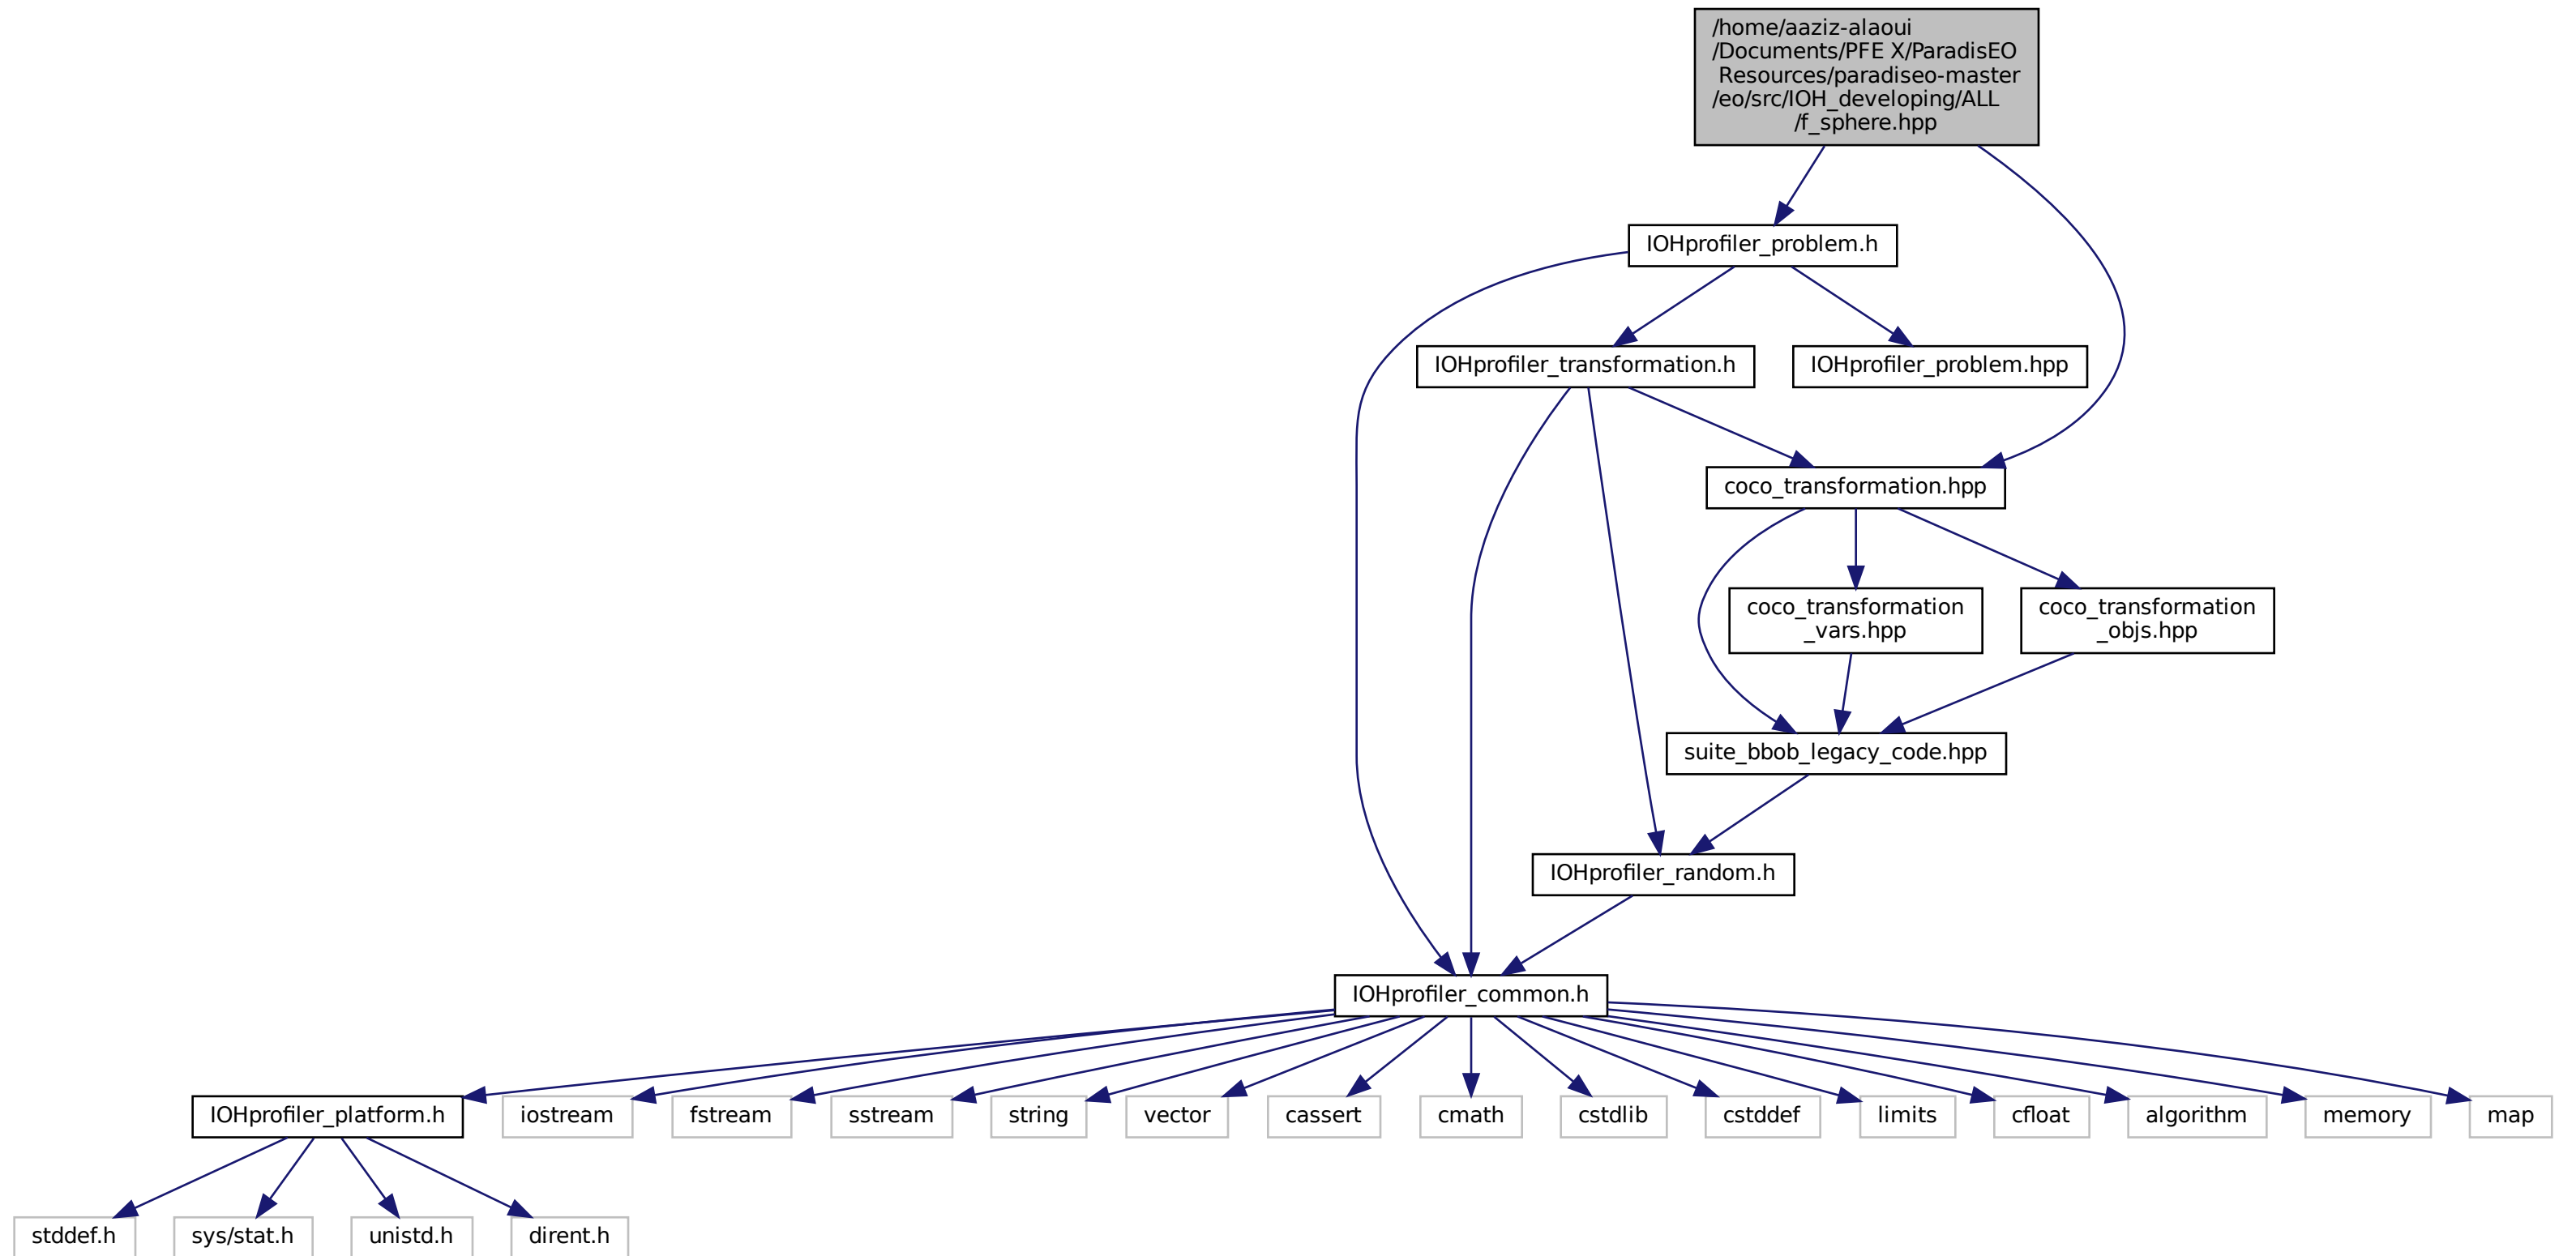 /home/aaziz-alaoui
/Documents/PFE X/ParadisEO
Resources/paradiseo-master
/eo/src/IOH_developing/ALL
/f_sphere.hpp
IOHprofiler_problem.h
IOHprofiler_transformation.h
IOHprofiler_problem.hpp
coco_transformation.hpp
coco_transformation
_vars.hpp
coco_transformation
_objs.hpp
suite_bbob_legacy_code.hpp
IOHprofiler_random.h
IOHprofiler_common.h
IOHprofiler_platform.h
iostream
fstream
sstream
string
vector
cassert
cmath
cstdlib
cstddef
limits
cfloat
algorithm
memory
map
stddef.h
sys/stat.h
unistd.h
dirent.h